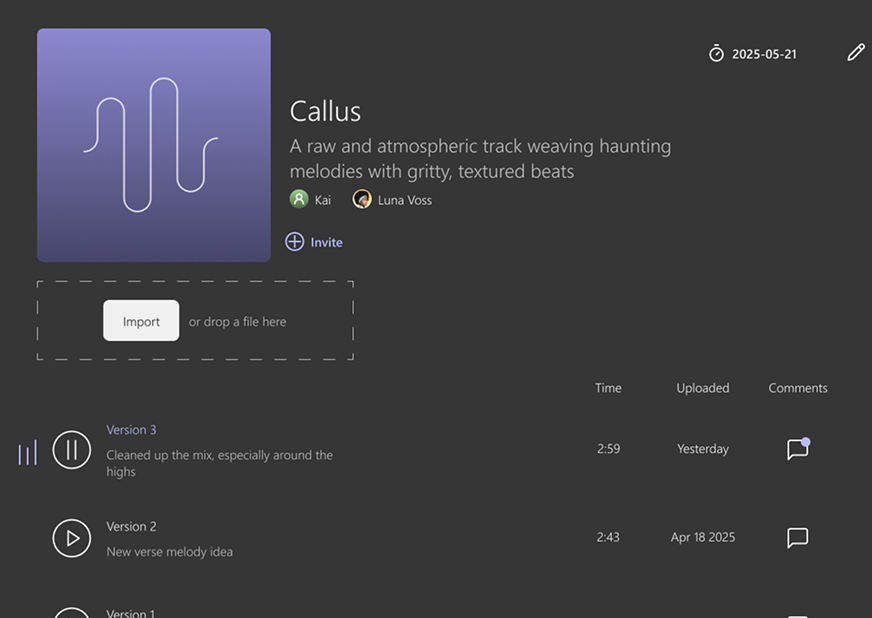 2025-05-21
Callus
A raw and atmospheric track weaving haunting
melodies with gritty, textured beats
Kai Luna Voss
Invite
Import or drop a file here
Time Uploaded Comments
Version 3
Cleaned up the mix, especially around the
highs
2:59 Yesterday
Version 2
New verse melody idea
2:43 Apr 18 2025
Version 1